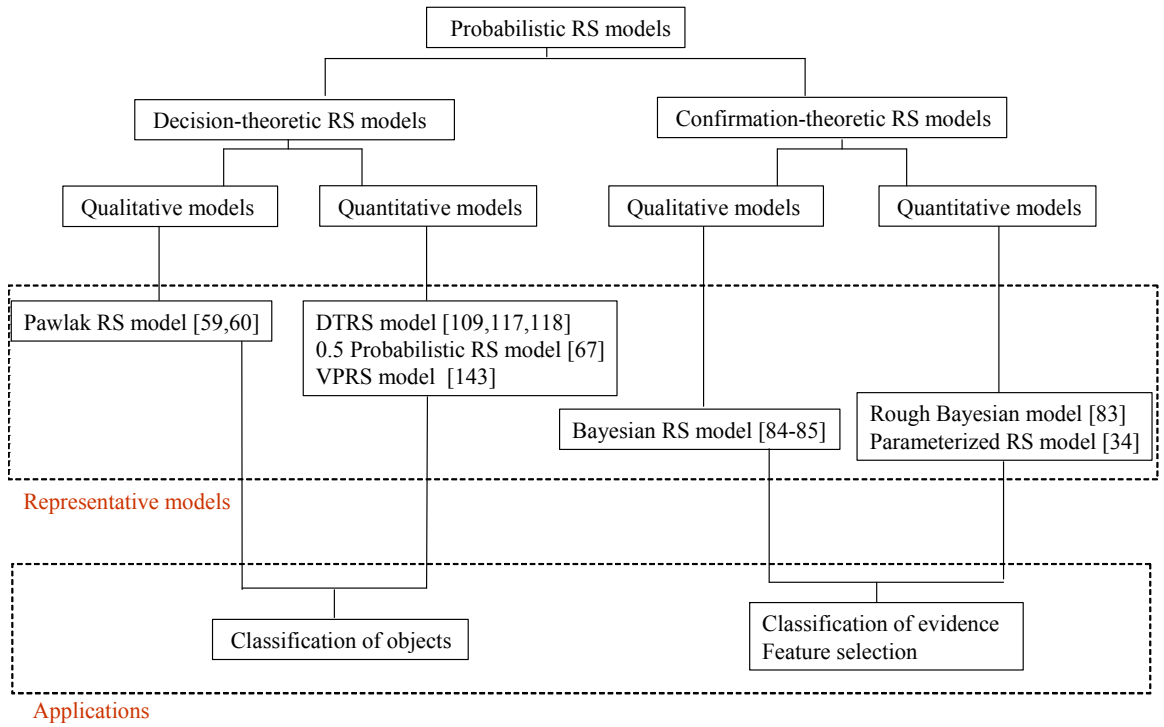 Probabilistic RS models
Decision-theoretic RS models
Confirmation-theoretic RS models
Qualitative models
Quantitative models
Qualitative models
Quantitative models
Pawlak RS model [59,60]
DTRS model [109,117,118]
0.5 Probabilistic RS model [67]
VPRS model [143]
Bayesian RS model [84-85]
Rough Bayesian model [83]
Parameterized RS model [34]
Representative models
Classification of objects
Classification of evidence
Feature selection
Applications